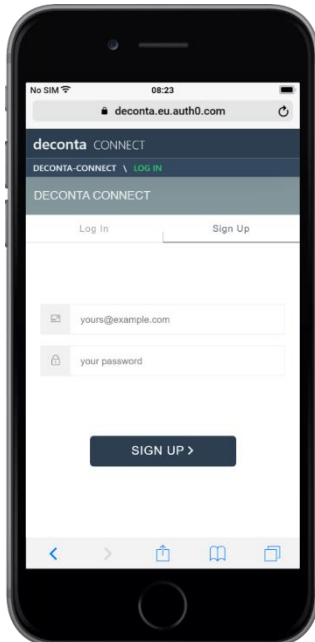 No SIM 08:23
deconta.eu.auth0.com
deconta CONNECT
DECONTA-CONNECT \ LOG IN
DECONTA CONNECT
Log In Sign Up
yours@example.com
your password
SIGN UP >